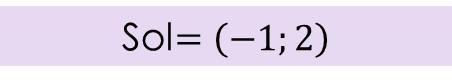 Sol= (−1; 2)